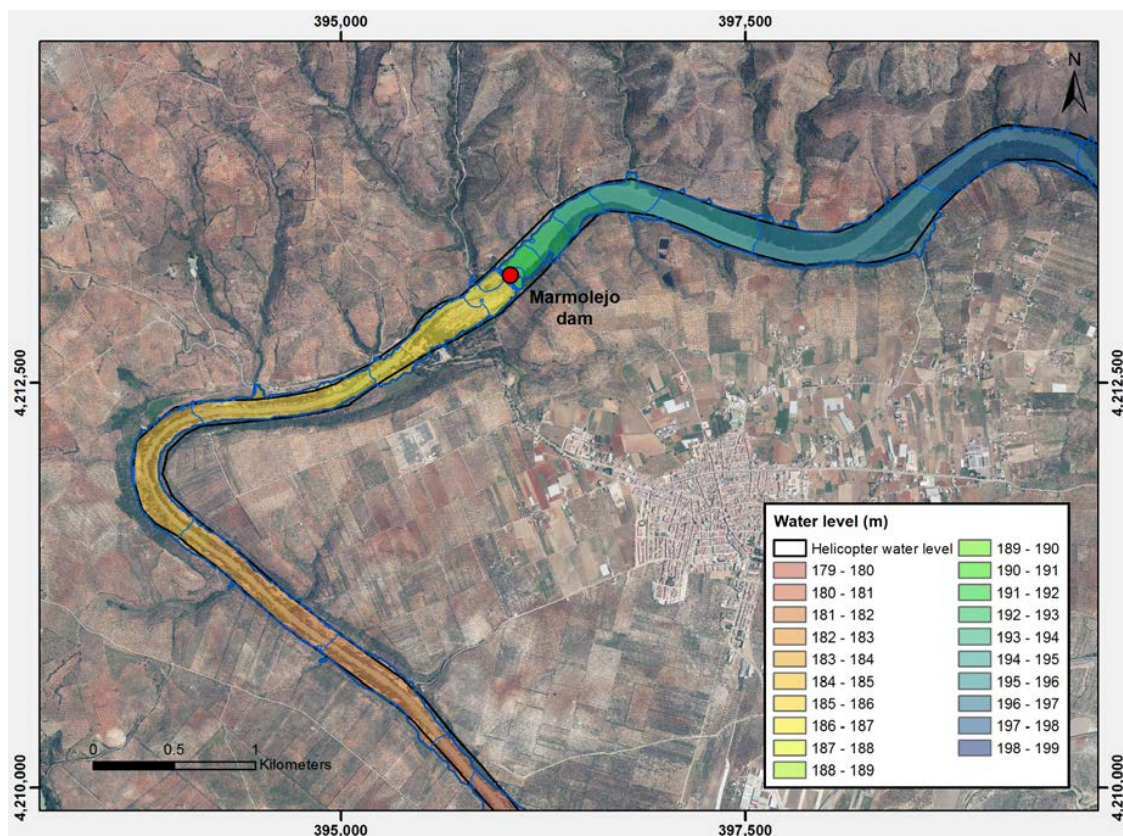 395,000
397,500
N
Marmolejo
dam
4,212,500
4,212,500
Water level (m)
Helicopter water level
179 - 180
180 - 181
181 - 182
182 - 183
183 - 184
184 - 185
185 - 186
186 - 187
187 - 188
188 - 189
189 - 190
190 - 191
191 - 192
192 - 193
193 - 194
194 - 195
195 - 196
196 - 197
197 - 198
198 - 199
0 0.5 1
Kilometers
4,210,000
4,210,000
395,000
397,500